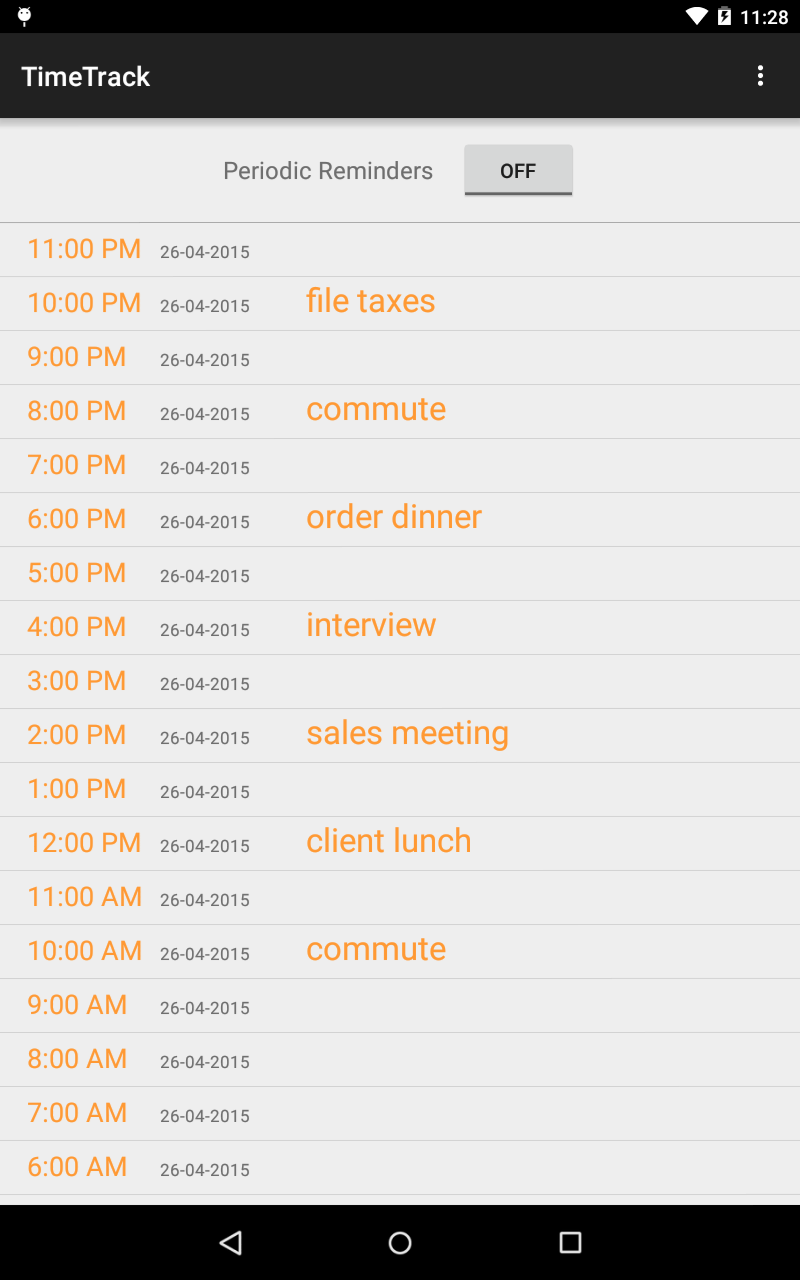 11:28
TimeTrack
Periodic Reminders OFF
11:00 PM 26-04-2015
10:00 PM 26-04-2015 file taxes
9:00 PM 26-04-2015
8:00 PM 26-04-2015 commute
7:00 PM 26-04-2015
6:00 PM 26-04-2015 order dinner
5:00 PM 26-04-2015
4:00 PM 26-04-2015 interview
3:00 PM 26-04-2015
2:00 PM 26-04-2015 sales meeting
1:00 PM 26-04-2015
12:00 PM 26-04-2015 client lunch
11:00 AM 26-04-2015
10:00 AM 26-04-2015 commute
9:00 AM 26-04-2015
8:00 AM 26-04-2015
7:00 AM 26-04-2015
6:00 AM 26-04-2015